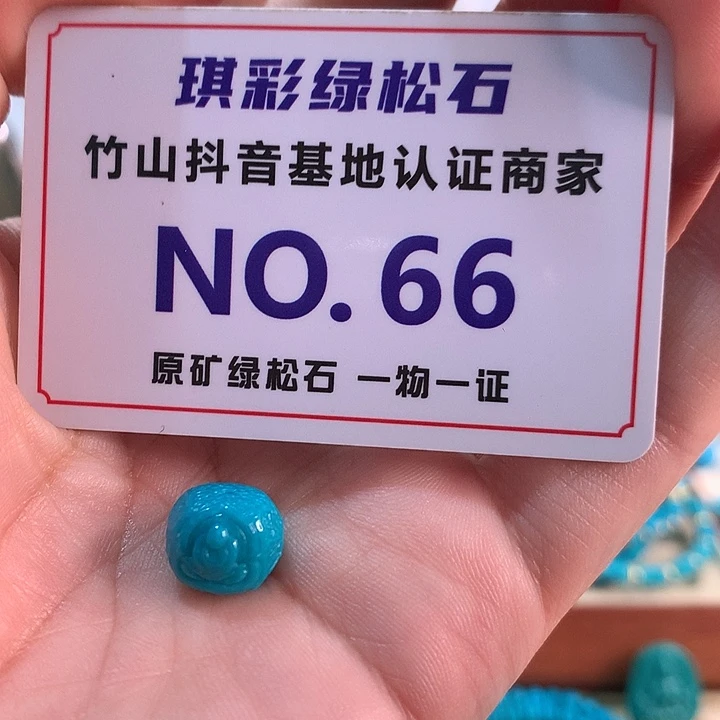 琪彩绿松石
竹山抖音基地认证商家
NO. 66
原矿绿松石 一物一证